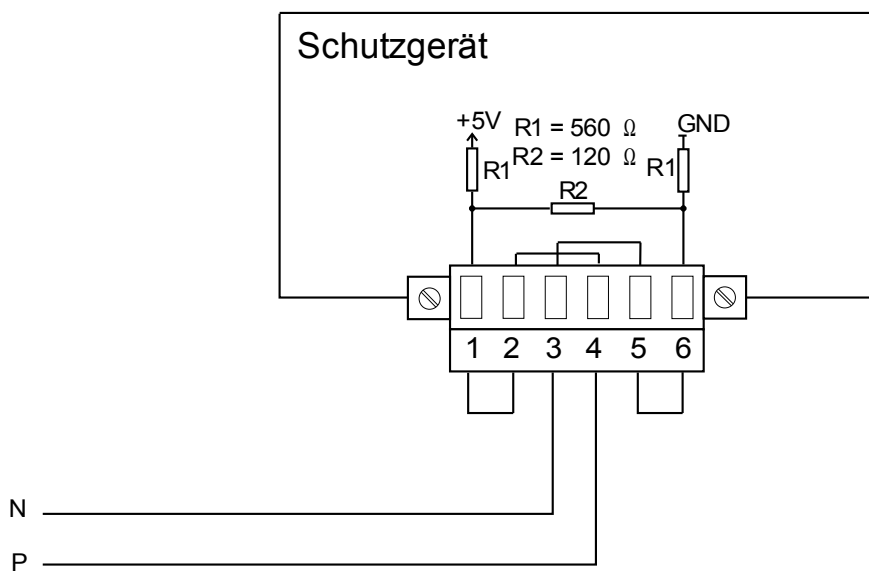 Schutzgerät
+5V R1 = 560 Ω GND
R1 R2 = 120 Ω R1
R2
1 2 3 4 5 6
N
P